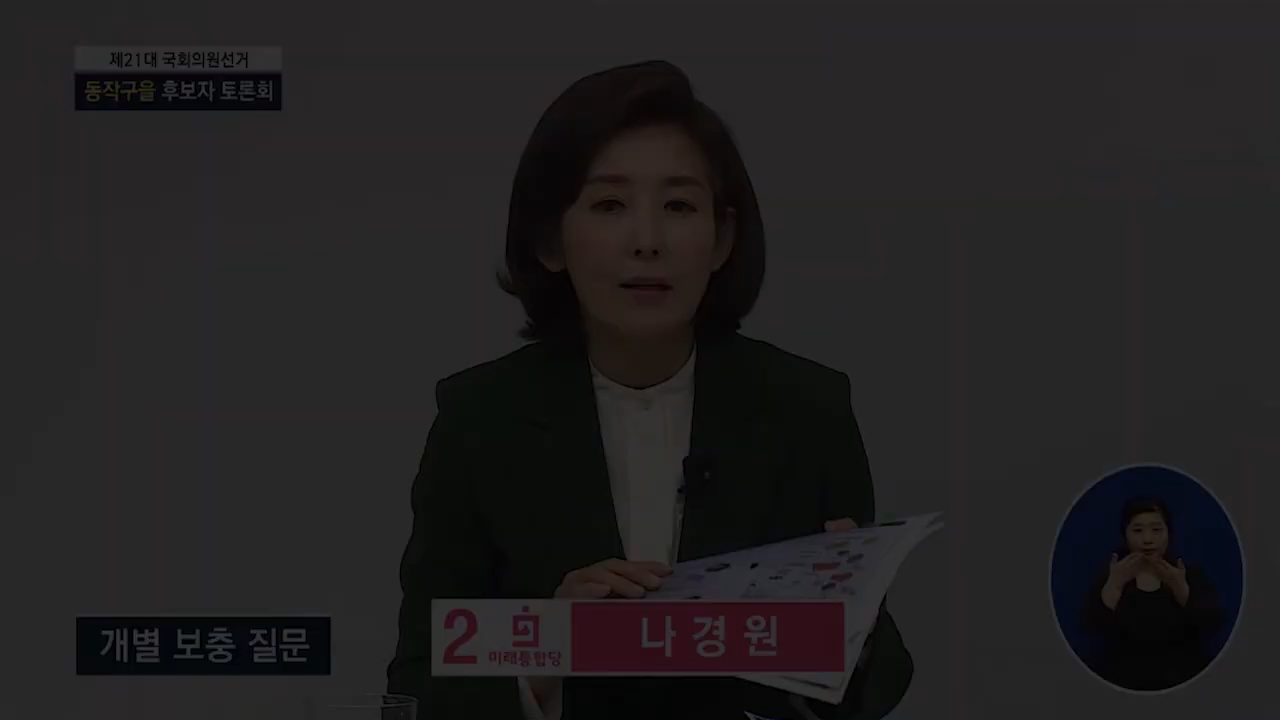 제21대 국회의원선거
동작구을 후보자 토론회
개별 보충 질문
2 미래통합당 나경원